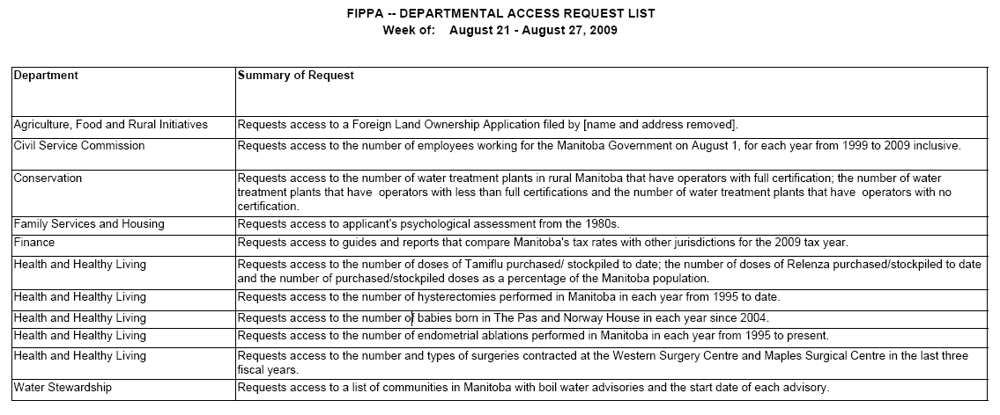 FIPPA -- DEPARTMENTAL ACCESS REQUEST LIST
Week of: August 21 - August 27, 2009
Department Summary of Request
Agriculture, Food and Rural Initiatives Requests access to a Foreign Land Ownership Application filed by [name and address removed].
Civil Service Commission Requests access to the number of employees working for the Manitoba Government on August 1, for each year from 1999 to 2009 inclusive.
Conservation Requests access to the number of water treatment plants in rural Manitoba that have operators with full certification; the number of water
treatment plants that have operators with less than full certifications and the number of water treatment plants that have operators with no
certification.
Family Services and Housing Requests access to applicant's psychological assessment from the 1980s.
Finance Requests access to guides and reports that compare Manitoba's tax rates with other jurisdictions for the 2009 tax year.
Health and Healthy Living Requests access to the number of doses of Tamiflu purchased/ stockpiled to date; the number of doses of Relenza purchased/stockpiled to date
and the number of purchased/stockpiled doses as a percentage of the Manitoba population.
Health and Healthy Living Requests access to the number of hysterectomies performed in Manitoba in each year from 1995 to date.
Health and Healthy Living Requests access to the number of babies born in The Pas and Norway House in each year since 2004.
Health and Healthy Living Requests access to the number of endometrial ablations performed in Manitoba in each year from 1995 to present.
Health and Healthy Living Requests access to the number and types of surgeries contracted at the Western Surgery Centre and Maples Surgical Centre in the last three
fiscal years.
Water Stewardship Requests access to a list of communities in Manitoba with boil water advisories and the start date of each advisory.